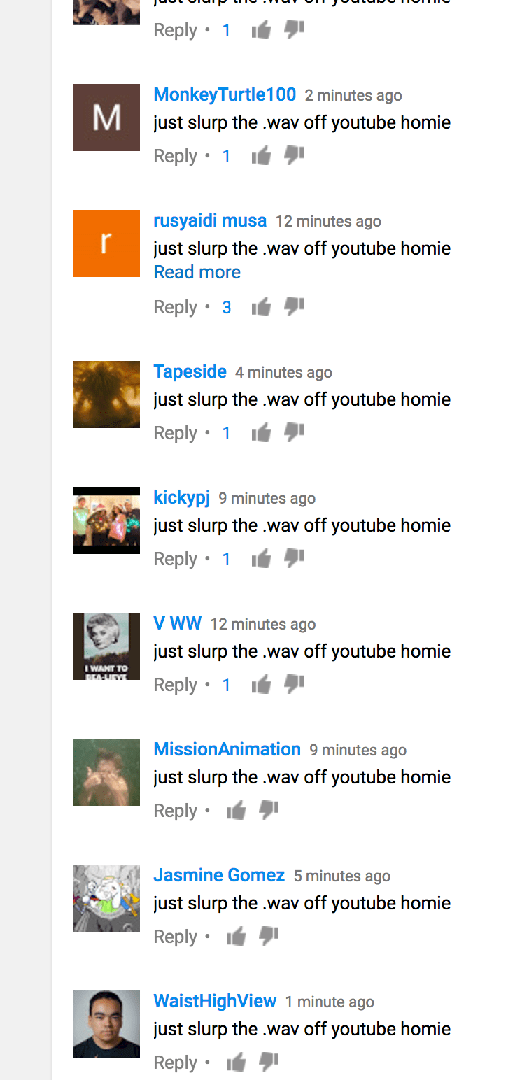 just slurp the .wav off youtube homie
Reply • 1
M
MonkeyTurtle100 2 minutes ago
just slurp the .wav off youtube homie
Reply • 1
r
rusyaidi musa 12 minutes ago
just slurp the .wav off youtube homie
Read more
Reply • 3
Tapeside 4 minutes ago
just slurp the .wav off youtube homie
Reply • 1
kickypj 9 minutes ago
just slurp the .wav off youtube homie
Reply • 1
V WW 12 minutes ago
just slurp the .wav off youtube homie
I WANT TO
BEA-LIEVE
Reply • 1
MissionAnimation 9 minutes ago
just slurp the .wav off youtube homie
Reply •
Jasmine Gomez 5 minutes ago
just slurp the .wav off youtube homie
Reply •
WaistHighView 1 minute ago
just slurp the .wav off youtube homie
Reply •